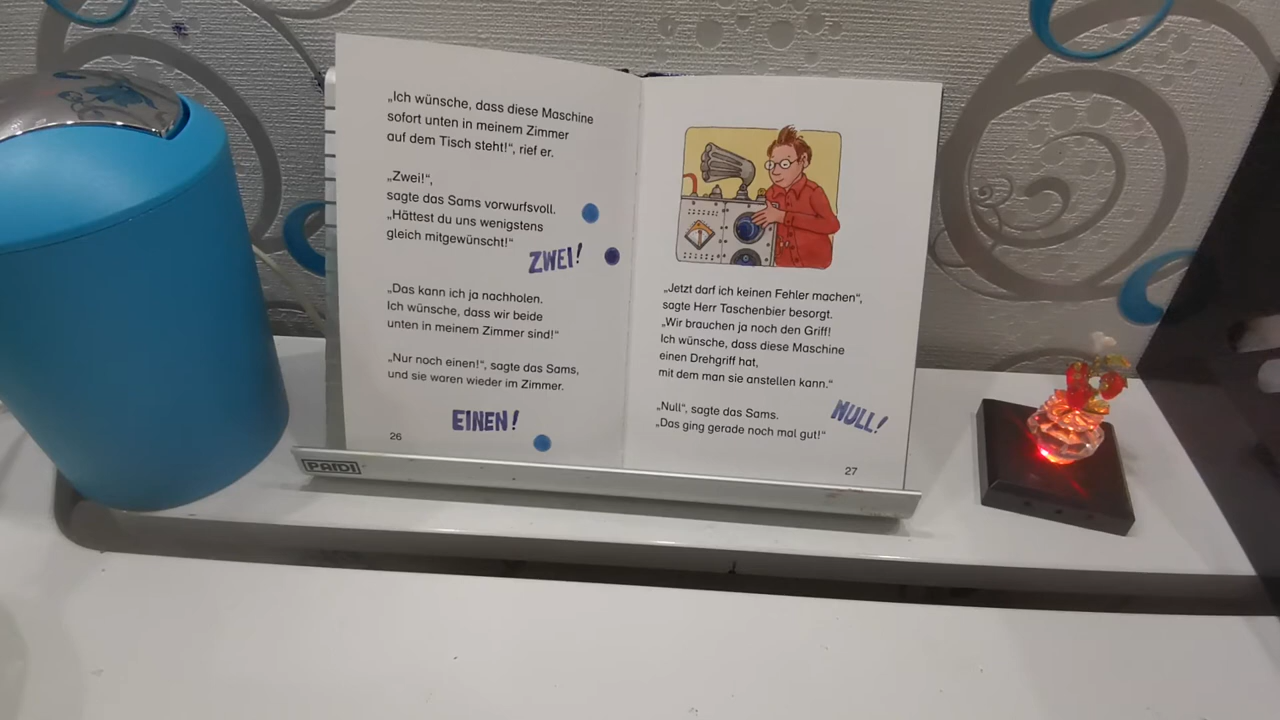 „Ich wünsche, dass diese Maschine
sofort unten in meinem Zimmer
auf dem Tisch steht!“, rief er.
„Zwei!“,
sagte das Sams vorwurfsvoll.
„Hättest du uns wenigstens
gleich mitgewünscht!“
ZWEI!
„Das kann ich ja nachholen.
Ich wünsche, dass wir beide
unten in meinem Zimmer sind!“
„Nur noch einen!“, sagte das Sams,
und sie waren wieder im Zimmer.
EINEN!
26
„Jetzt darf ich keinen Fehler machen“,
sagte Herr Taschenbier besorgt.
„Wir brauchen ja noch den Griff!
Ich wünsche, dass diese Maschine
einen Drehgriff hat,
mit dem man sie anstellen kann.“
„Null“, sagte das Sams.
„Das ging gerade noch mal gut!“
NULL!
27
PAIDI